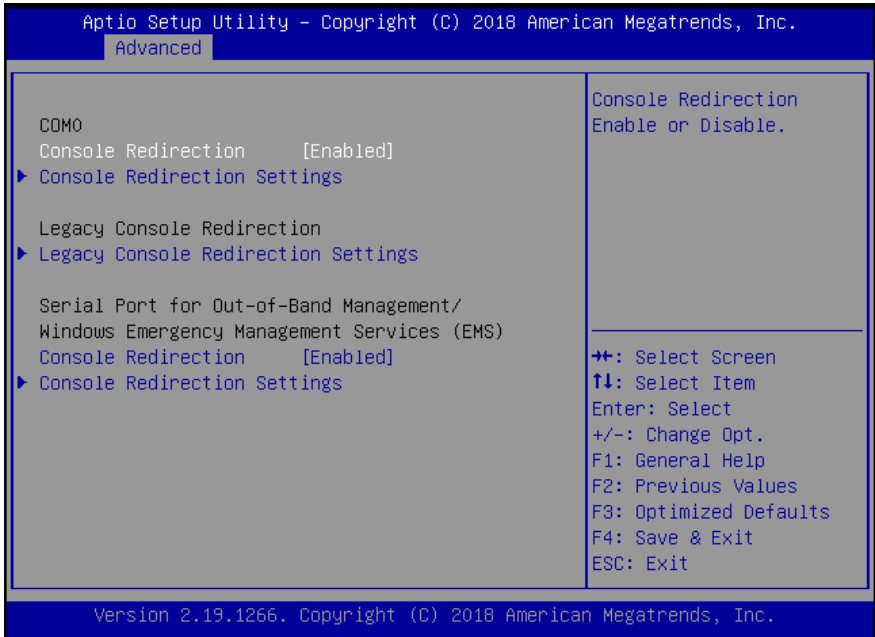 Aptio Setup Utility – Copyright (C) 2018 American Megatrends, Inc.
Advanced
COM0
Console Redirection [Enabled]
Console Redirection Settings
Legacy Console Redirection
Legacy Console Redirection Settings
Serial Port for Out-of-Band Management/
Windows Emergency Management Services (EMS)
Console Redirection [Enabled]
Console Redirection Settings
Console Redirection
Enable or Disable.
→←: Select Screen
↑↓: Select Item
Enter: Select
+/-: Change Opt.
F1: General Help
F2: Previous Values
F3: Optimized Defaults
F4: Save & Exit
ESC: Exit
Version 2.19.1266. Copyright (C) 2018 American Megatrends, Inc.